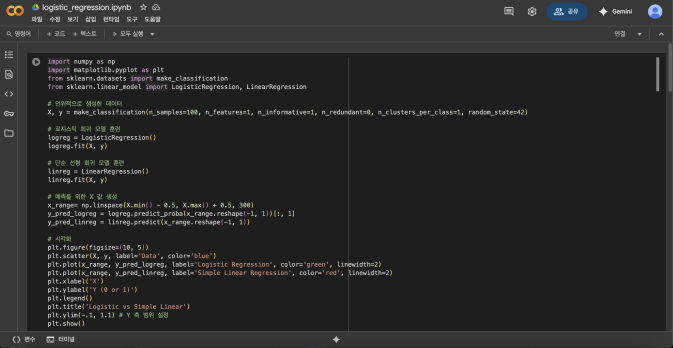 CO
logistic_regression.ipynb
파일 수정 보기 삽입 런타임 도구 도움말
공유
Gemini
명령어 + 코드 + 텍스트 모두 실행
연결
import numpy as np
import matplotlib.pyplot as plt
from sklearn.datasets import make_classification
from sklearn.linear_model import LogisticRegression, LinearRegression
# 인위적으로 생성한 데이터
X, y = make_classification(n_samples=100, n_features=1, n_informative=1, n_redundant=0, n_clusters_per_class=1, random_state=42)
# 로지스틱 회귀 모델 훈련
logreg = LogisticRegression()
logreg.fit(X, y)
# 단순 선형 회귀 모델 훈련
linreg = LinearRegression()
linreg.fit(X, y)
# 예측을 위한 X 값 생성
x_range= np.linspace(X.min() - 0.5, X.max() + 0.5, 300)
y_pred_logreg = logreg.predict_proba(x_range.reshape(-1, 1))[:, 1]
y_pred_linreg = linreg.predict(x_range.reshape(-1, 1))
# 시각화
plt.figure(figsize=(10, 5))
plt.scatter(X, y, label='Data', color='blue')
plt.plot(x_range, y_pred_logreg, label='Logistic Regression', color='green', linewidth=2)
plt.plot(x_range, y_pred_linreg, label='Simple Linear Regression', color='red', linewidth=2)
plt.xlabel('X')
plt.ylabel('Y (0 or 1)')
plt.legend()
plt.title('Logistic vs Simple Linear')
plt.ylim(-.1, 1.1) # Y 축 범위 설정
plt.show()
변수 터미널